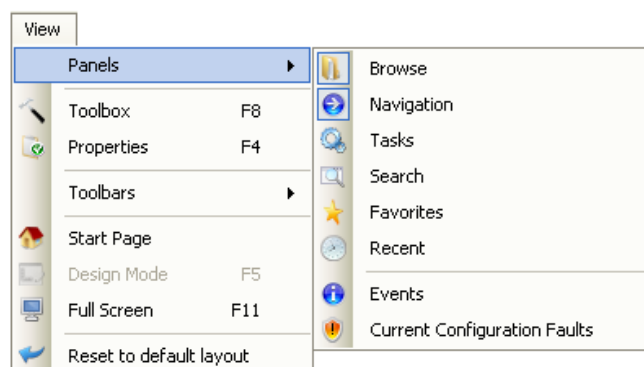 View
Panels
Toolbox F8
Properties F4
Toolbars
Start Page
Design Mode F5
Full Screen F11
Reset to default layout
Browse
Navigation
Tasks
Search
Favorites
Recent
Events
Current Configuration Faults